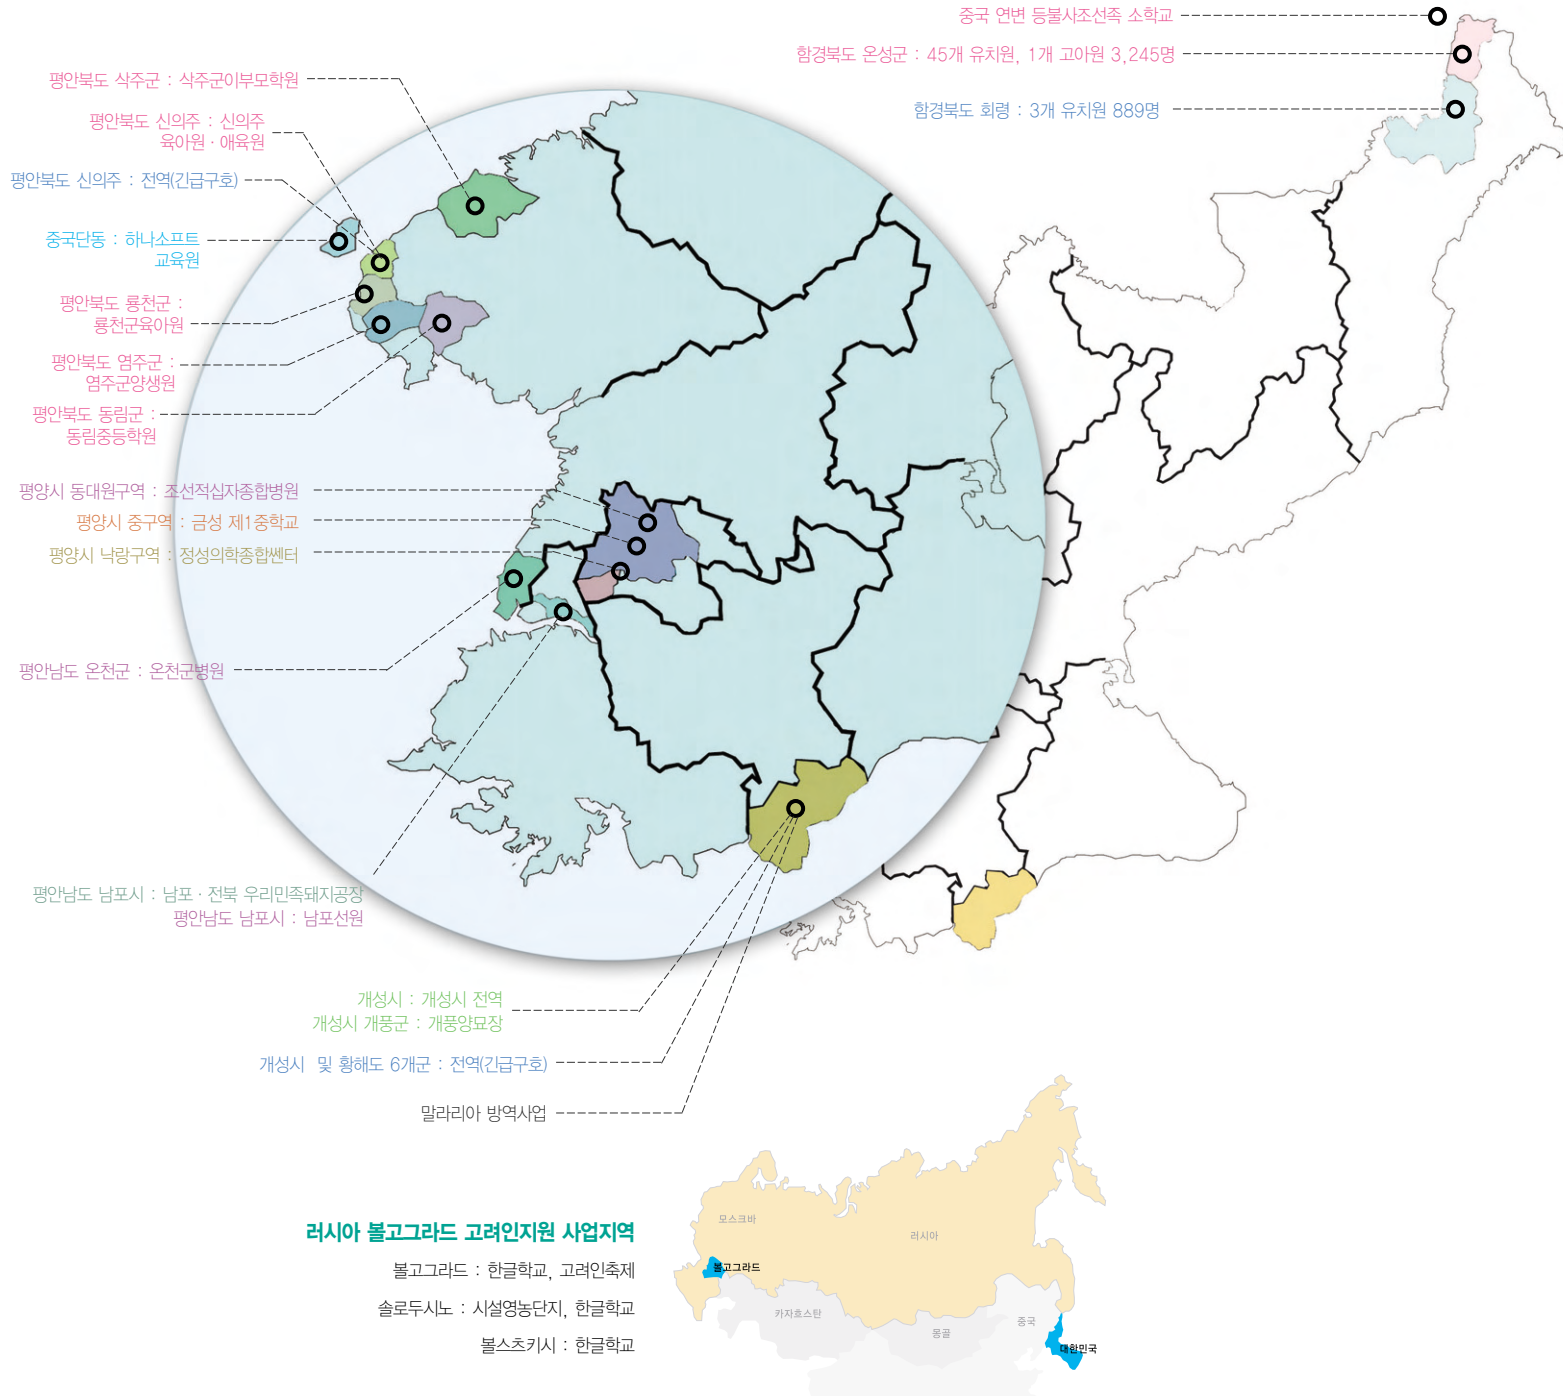 중국 연변 등불사조선족 소학교
함경북도 온성군 : 45개 유치원, 1개 고아원 3,245명
함경북도 회령 : 3개 유치원 889명
평안북도 삭주군 : 삭주군이부모학원
평안북도 신의주 : 신의주
육아원 · 애육원
평안북도 신의주 : 전역(긴급구호)
중국단동 : 하나소프트
교육원
평안북도 룡천군 :
룡천군육아원
평안북도 염주군 :
염주군양생원
평안북도 동림군 :
동림중등학원
평양시 동대원구역 : 조선적십자종합병원
평양시 중구역 : 금성 제1중학교
평양시 낙랑구역 : 정성의학종합쎈터
평안남도 온천군 : 온천군병원
평안남도 남포시 : 남포 · 전북 우리민족돼지공장
평안남도 남포시 : 남포선원
개성시 : 개성시 전역
개성시 개풍군 : 개풍양묘장
개성시 및 황해도 6개군 : 전역(긴급구호)
말라리아 방역사업
러시아 볼고그라드 고려인지원 사업지역
볼고그라드 : 한글학교, 고려인축제
솔로두시노 : 시설영농단지, 한글학교
볼스츠키시 : 한글학교
모스크바
러시아
볼고그라드
카자흐스탄
몽골
중국
대한민국